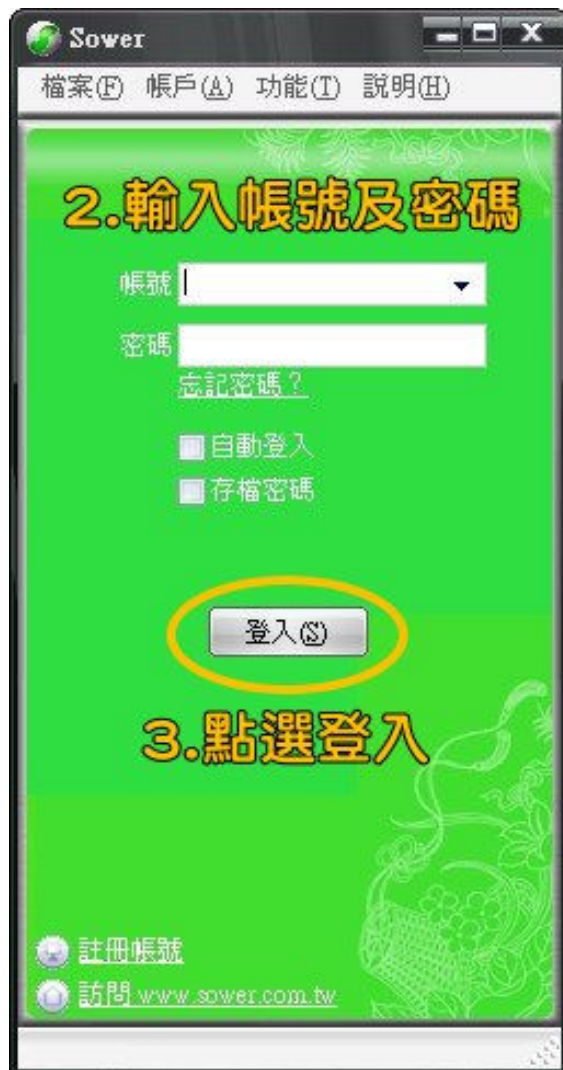 Sower
檔案(F) 帳戶(A) 功能(T) 說明(H)
2.輸入帳號及密碼
帳號
密碼
忘記密碼?
自動登入
存檔密碼
登入(S)
3.點選登入
註冊帳號
訪問 www.sower.com.tw